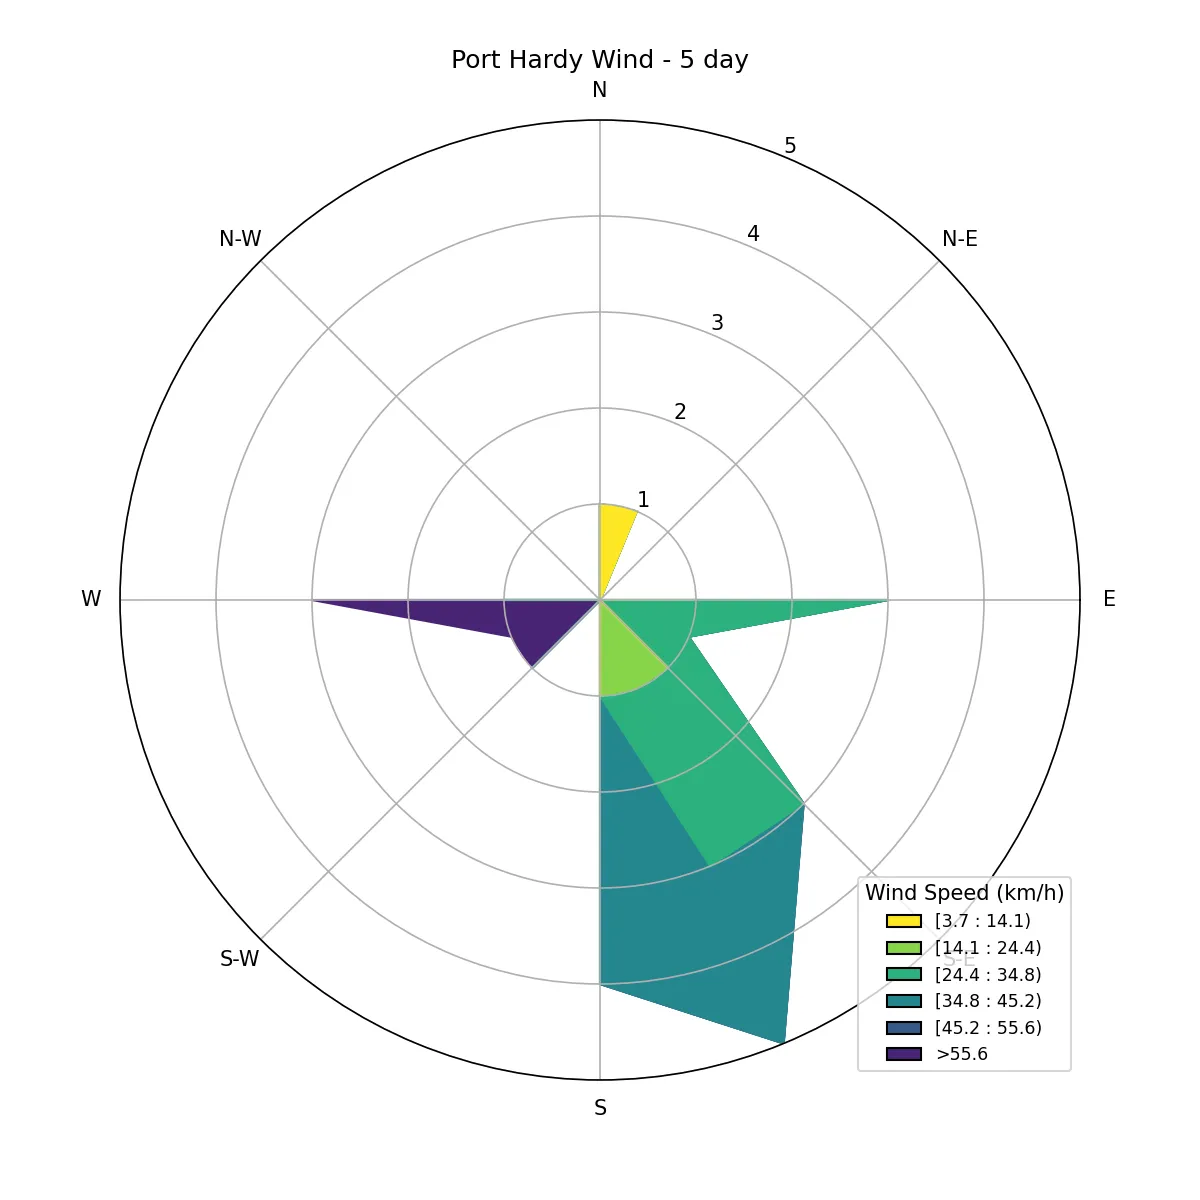 Port Hardy Wind - 5 day
N
5
N-W
N-E
4
3
2
1
W
E
Wind Speed (km/h)
[3.7 : 14.1)
[14.1 : 24.4)
S-W
S-E
[24.4 : 34.8)
[34.8 : 45.2)
[45.2 : 55.6)
>55.6
S